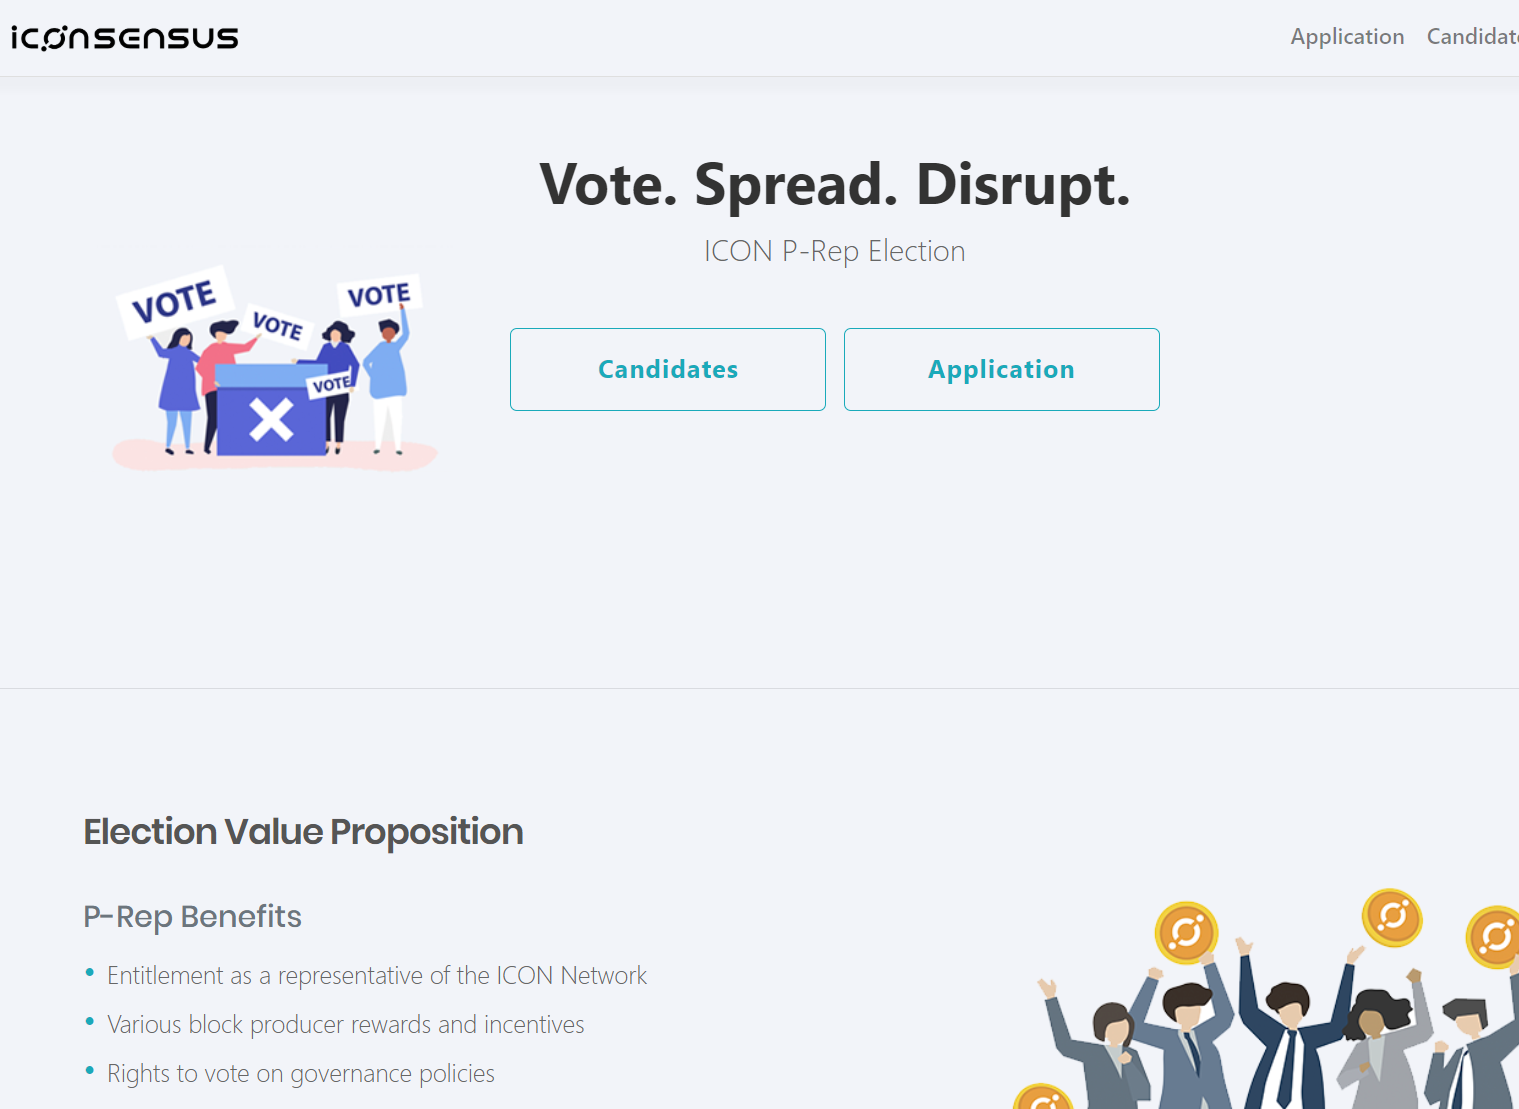 iconsensus
Application Candidate
Vote. Spread. Disrupt.
ICON P-Rep Election
VOTE
VOTE
VOTE
VOTE
Candidates
Application
Election Value Proposition
P-Rep Benefits
• Entitlement as a representative of the ICON Network
• Various block producer rewards and incentives
• Rights to vote on governance policies